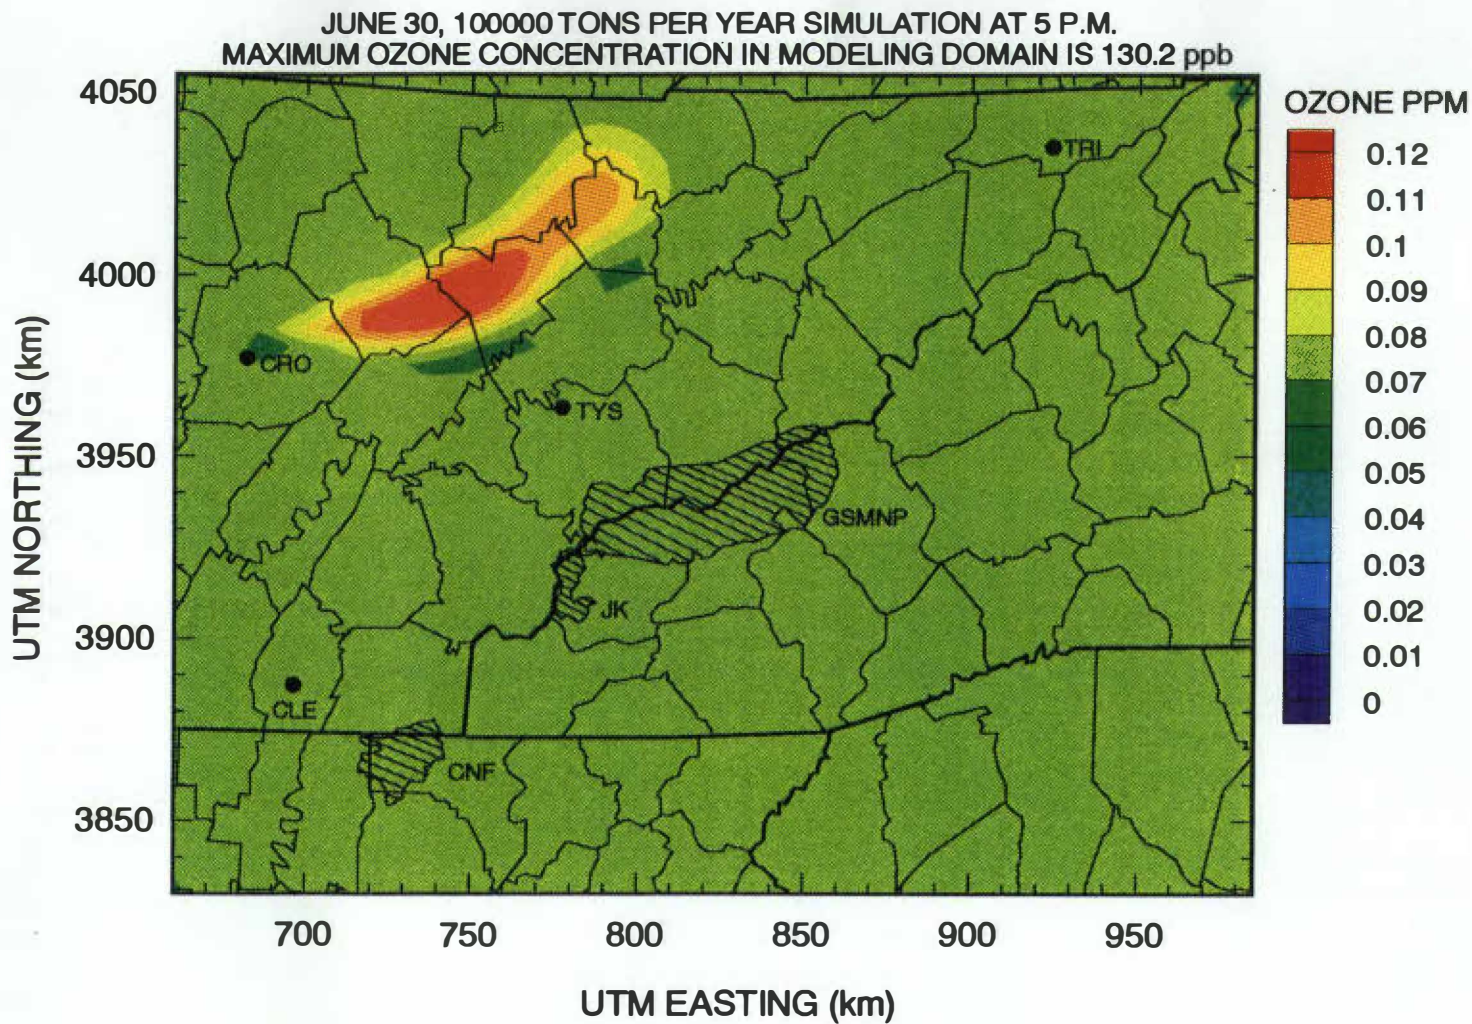 JUNE 30, 100000 TONS PER YEAR SIMULATION AT 5 P.M.
MAXIMUM OZONE CONCENTRATION IN MODELING DOMAIN IS 130.2 ppb
OZONE PPM
0.12
0.11
0.1
0.09
0.08
0.07
0.06
0.05
0.04
0.03
0.02
0.01
0
UTM NORTHING (km)
4050
4000
3950
3900
3850
TRI
CRO
TYS
GSMNP
JK
CLE
CNF
700 750 800 850 900 950
UTM EASTING (km)